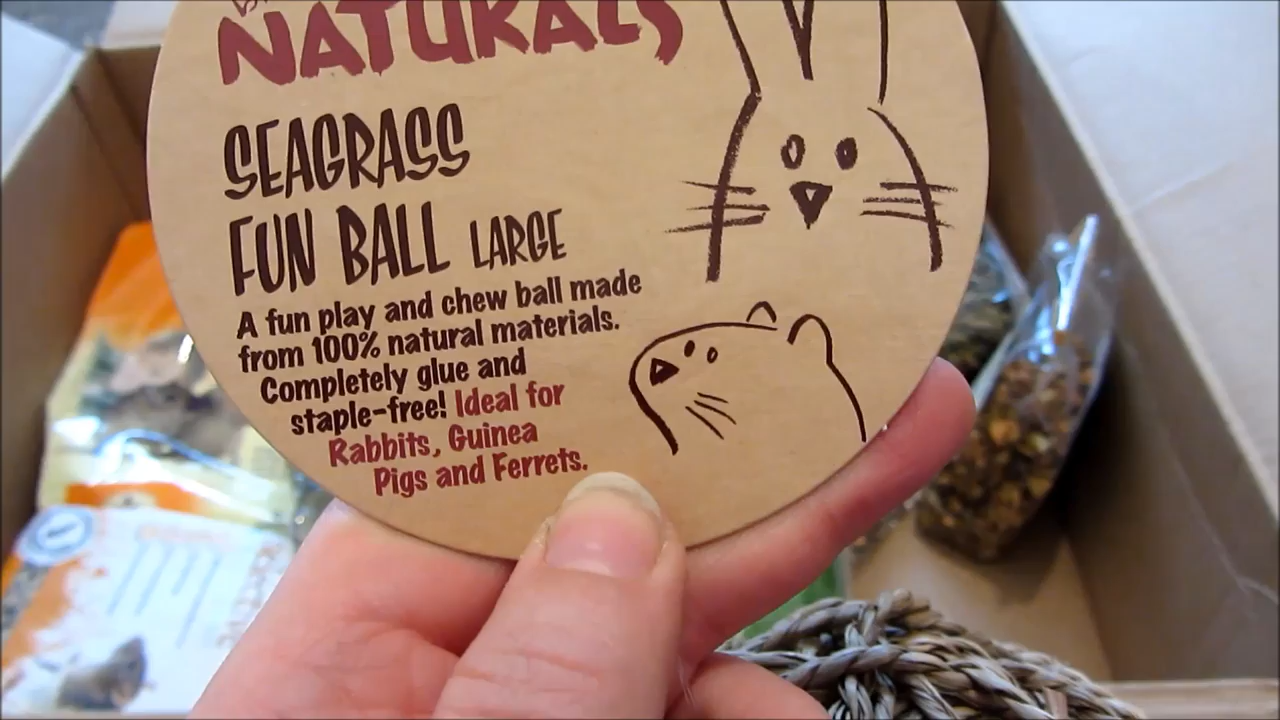 NATURALS
SEAGRASS
FUN BALL LARGE
A fun play and chew ball made
from 100% natural materials.
Completely glue and
staple-free! Ideal for
Rabbits, Guinea
Pigs and Ferrets.